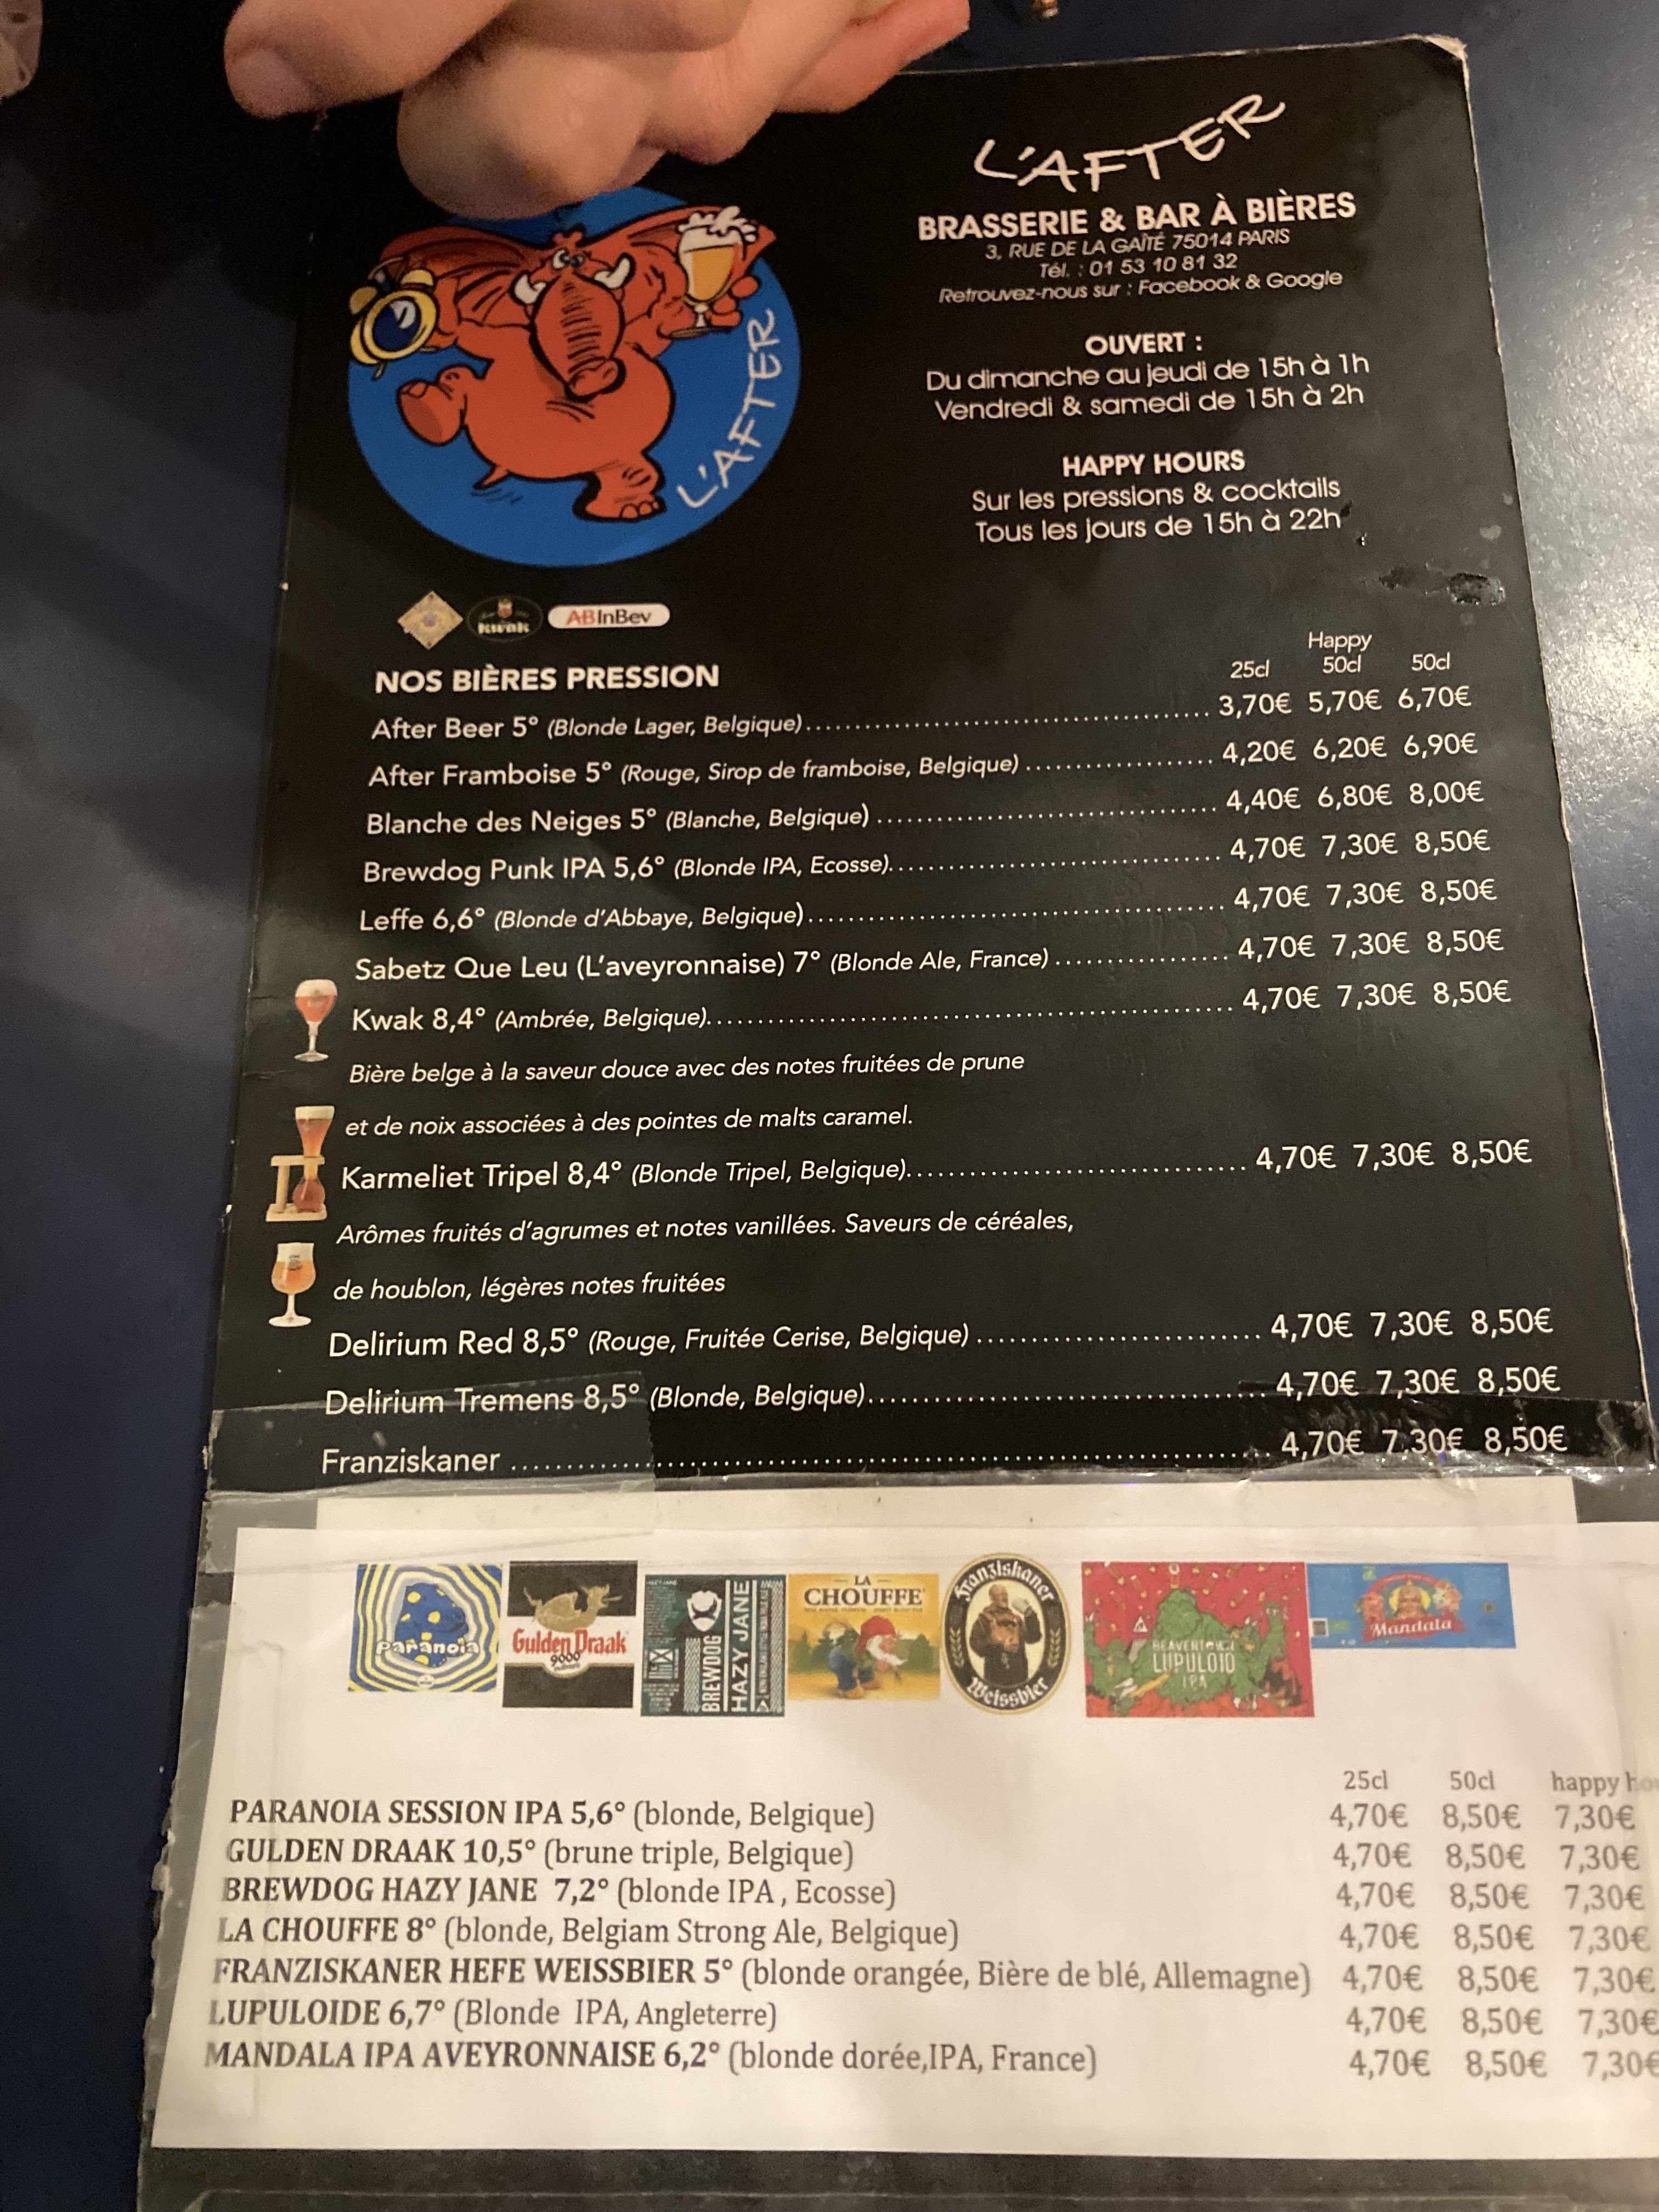 L'AFTER
BRASSERIE & BAR À BIÈRES
3, RUE DE LA GAÎTÉ 75014 PARIS
Tél. : 01 53 10 81 32
Retrouvez-nous sur : Facebook & Google
OUVERT :
Du dimanche au jeudi de 15h à 1h
Vendredi & samedi de 15h à 2h
HAPPY HOURS
Sur les pressions & cocktails
Tous les jours de 15h à 22h
L'AFTER
Kwak
ABInBev
NOS BIÈRES PRESSION
Happy
25cl 50cl 50cl
After Beer 5° (Blonde Lager, Belgique) 3,70€ 5,70€ 6,70€
After Framboise 5° (Rouge, Sirop de framboise, Belgique) 4,20€ 6,20€ 6,90€
Blanche des Neiges 5° (Blanche, Belgique) 4,40€ 6,80€ 8,00€
Brewdog Punk IPA 5,6° (Blonde IPA, Ecosse) 4,70€ 7,30€ 8,50€
Leffe 6,6° (Blonde d'Abbaye, Belgique) 4,70€ 7,30€ 8,50€
Sabetz Que Leu (L'aveyronnaise) 7° (Blonde Ale, France) 4,70€ 7,30€ 8,50€
Kwak 8,4° (Ambrée, Belgique) 4,70€ 7,30€ 8,50€
Bière belge à la saveur douce avec des notes fruitées de prune
et de noix associées à des pointes de malts caramel.
Karmeliet Tripel 8,4° (Blonde Tripel, Belgique) 4,70€ 7,30€ 8,50€
Arômes fruités d'agrumes et notes vanillées. Saveurs de céréales,
de houblon, légères notes fruitées
Delirium Red 8,5° (Rouge, Fruitée Cerise, Belgique) 4,70€ 7,30€ 8,50€
Delirium Tremens 8,5° (Blonde, Belgique) 4,70€ 7,30€ 8,50€
Franziskaner 4,70€ 7,30€ 8,50€
Paranoia
Gulden Draak
9000
BREWDOG
HAZY JANE
LA
CHOUFFE
Franziskaner
Weissbier
BEAVERTOWN
LUPULOID
IPA
Mandala
25cl 50cl happy
PARANOIA SESSION IPA 5,6° (blonde, Belgique) 4,70€ 8,50€ 7,30€
GULDEN DRAAK 10,5° (brune triple, Belgique) 4,70€ 8,50€ 7,30€
BREWDOG HAZY JANE 7,2° (blonde IPA , Ecosse) 4,70€ 8,50€ 7,30€
LA CHOUFFE 8° (blonde, Belgiam Strong Ale, Belgique) 4,70€ 8,50€ 7,30€
FRANZISKANER HEFE WEISSBIER 5° (blonde orangée, Bière de blé, Allemagne) 4,70€ 8,50€ 7,30€
LUPULOIDE 6,7° (Blonde IPA, Angleterre) 4,70€ 8,50€ 7,30€
MANDALA IPA AVEYRONNAISE 6,2° (blonde dorée,IPA, France) 4,70€ 8,50€ 7,30€